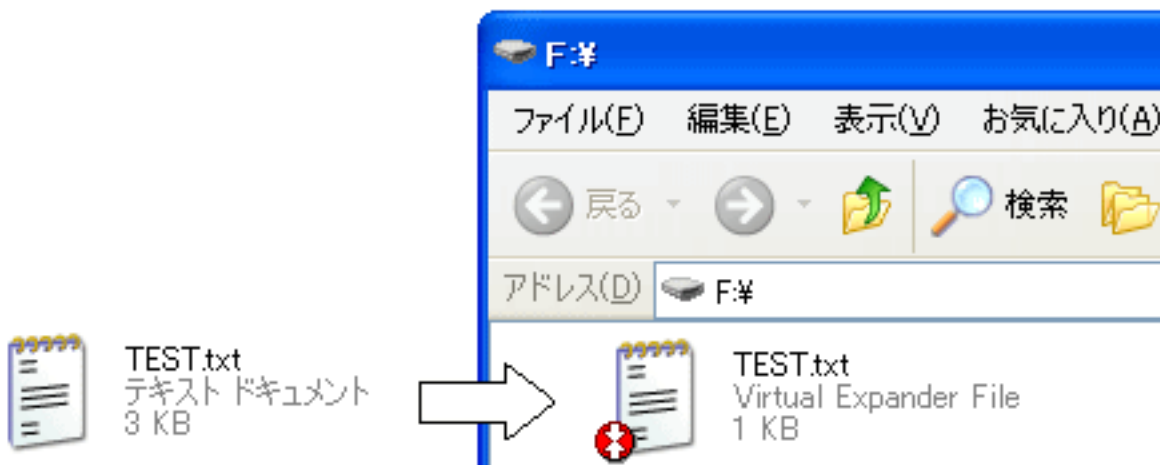 F:¥
ファイル(F) 編集(E) 表示(V) お気に入り(A)
戻る 検索
アドレス(D) F:¥
TEST.txt
テキスト ドキュメント
3 KB
TEST.txt
Virtual Expander File
1 KB